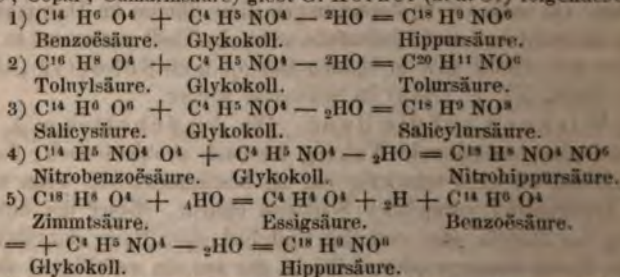 1) C¹⁴ H⁶ O⁴ + C⁴ H⁵ NO⁴ — ²HO = C¹⁸ H⁹ NO⁶
Benzoësäure. Glykokoll. Hippursäure.
2) C¹⁶ H⁸ O⁴ + C⁴ H⁵ NO⁴ — ²HO = C²⁰ H¹¹ NO⁶
Toluylsäure. Glykokoll. Tolursäure.
3) C¹⁴ H⁶ O⁶ + C⁴ H⁵ NO⁴ — ₂HO = C¹⁸ H⁹ NO⁸
Salicysäure. Glykokoll. Salicylursäure.
4) C¹⁴ H⁵ NO⁴ O⁴ + C⁴ H⁵ NO⁴ — ₂HO = C¹⁸ H⁸ NO⁴ NO⁶
Nitrobenzoësäure. Glykokoll. Nitrohippursäure.
5) C¹⁸ H⁸ O⁴ + ₄HO = C⁴ H⁴ O⁴ + ₂H + C¹⁴ H⁶ O⁴
Zimmtsäure. Essigsäure. Benzoësäure.
= + C⁴ H⁵ NO⁴ — ₂HO = C¹⁸ H⁹ NO⁶
Glykokoll. Hippursäure.